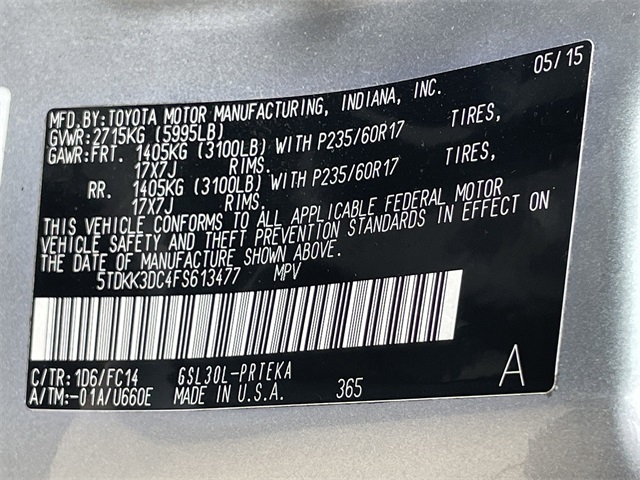 05/15
MFD. BY: TOYOTA MOTOR MANUFACTURING, INDIANA, INC.
GVWR: 2715KG (5995LB)
GAWR: FRT. 1405KG (3100LB) WITH P235/60R17 TIRES,
17X7J RIMS.
RR. 1405KG (3100LB) WITH P235/60R17 TIRES,
17X7J RIMS.
THIS VEHICLE CONFORMS TO ALL APPLICABLE FEDERAL MOTOR
VEHICLE SAFETY AND THEFT PREVENTION STANDARDS IN EFFECT ON
THE DATE OF MANUFACTURE SHOWN ABOVE.
5TDKK3DC4FS613477 MPV
C/TR: 1D6/FC14 GSL30L-PRTEKA
A/TM: -01A/U660E MADE IN U.S.A. 365 A